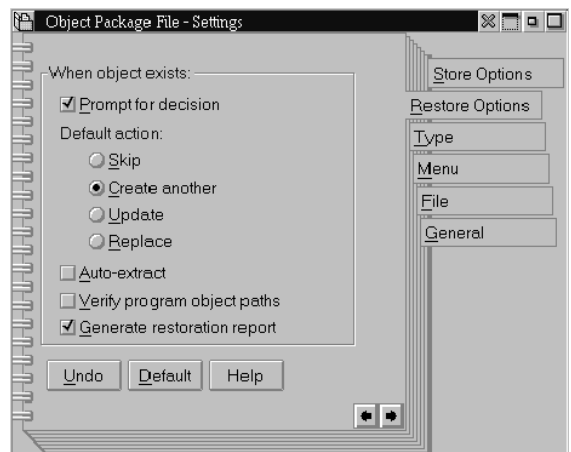 Object Package File - Settings
When object exists:
Prompt for decision
Default action:
Skip
Create another
Update
Replace
Auto-extract
Verify program object paths
Generate restoration report
Undo Default Help
Store Options
Restore Options
Type
Menu
File
General